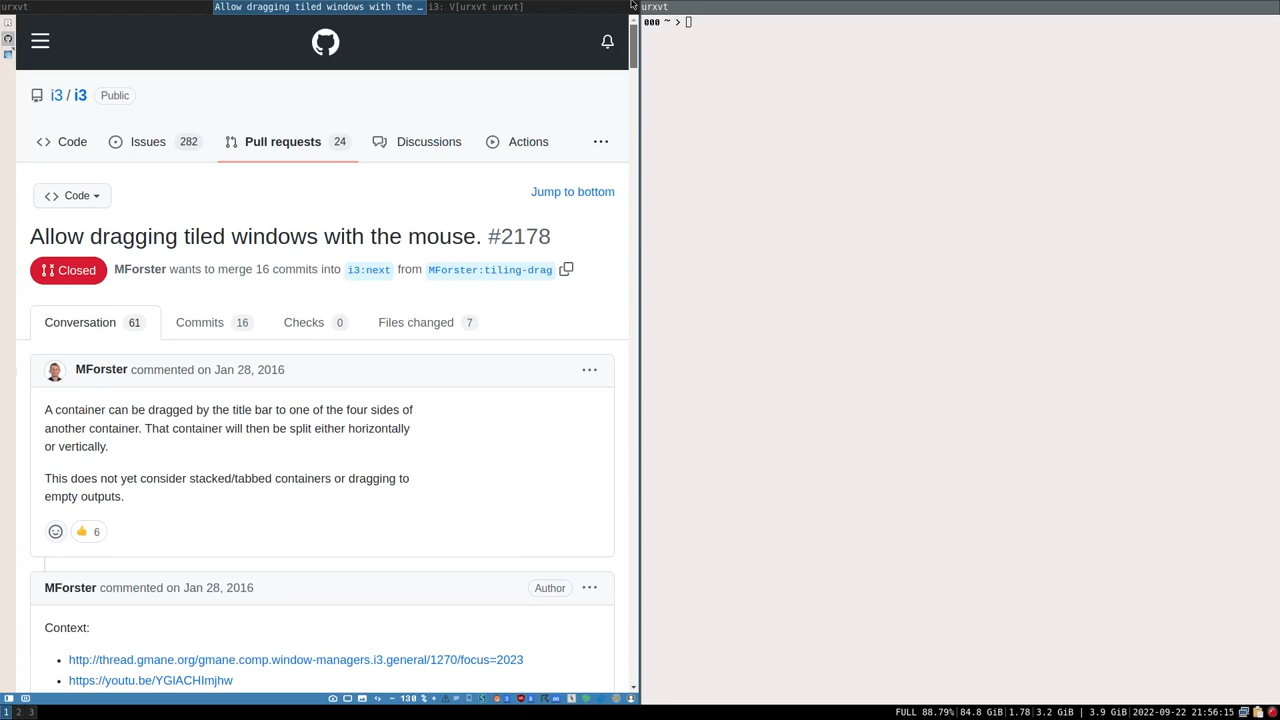 urxvt
Allow dragging tiled windows with the …
i3: V[urxvt urxvt]
urxvt
000 ~ >
i3 / i3 Public
Code
Issues 282
Pull requests 24
Discussions
Actions
Code
Jump to bottom
Allow dragging tiled windows with the mouse. #2178
Closed MForster wants to merge 16 commits into i3:next from MForster:tiling-drag
Conversation 61
Commits 16
Checks 0
Files changed 7
MForster commented on Jan 28, 2016
A container can be dragged by the title bar to one of the four sides of
another container. That container will then be split either horizontally
or vertically.
This does not yet consider stacked/tabbed containers or dragging to
empty outputs.
6
MForster commented on Jan 28, 2016
Author
Context:
• http://thread.gmane.org/gmane.comp.window-managers.i3.general/1270/focus=2023
• https://youtu.be/YGlACHImjhw
− 130 % +
1 2 3
FULL 88.79%|84.8 GiB|1.78|3.2 GiB | 3.9 GiB|2022-09-22 21:56:15